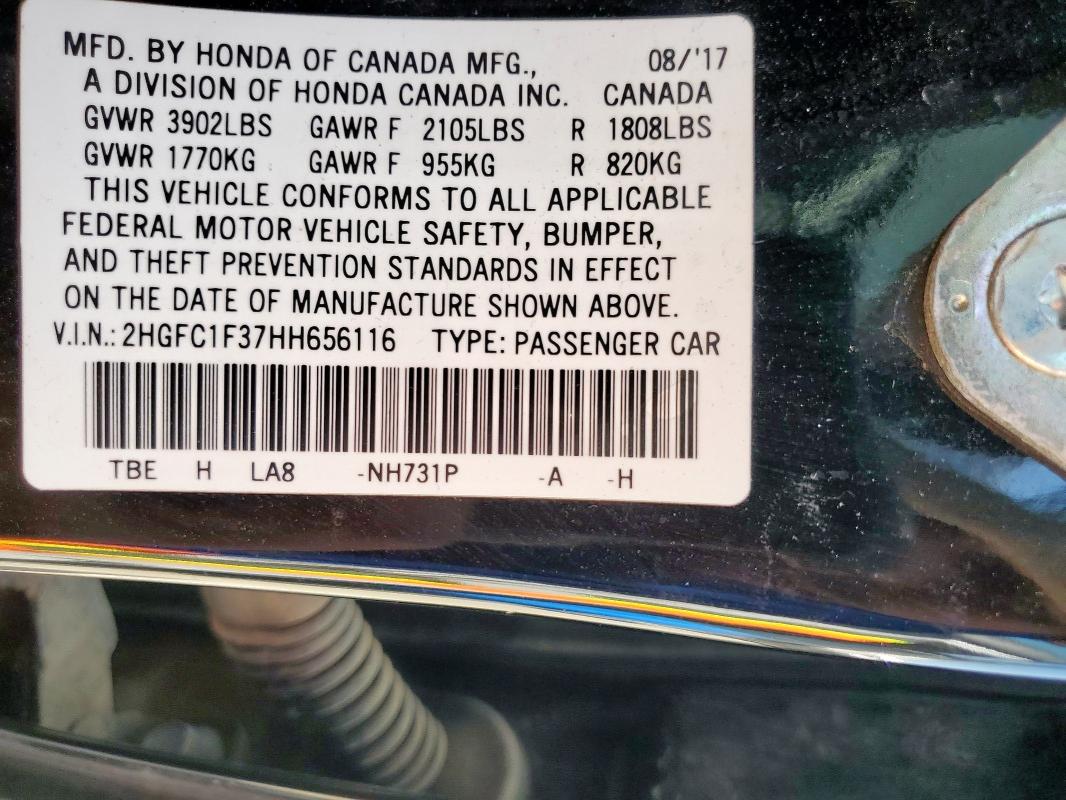 MFD. BY HONDA OF CANADA MFG., 08/'17
A DIVISION OF HONDA CANADA INC. CANADA
GVWR 3902LBS GAWR F 2105LBS R 1808LBS
GVWR 1770KG GAWR F 955KG R 820KG
THIS VEHICLE CONFORMS TO ALL APPLICABLE
FEDERAL MOTOR VEHICLE SAFETY, BUMPER,
AND THEFT PREVENTION STANDARDS IN EFFECT
ON THE DATE OF MANUFACTURE SHOWN ABOVE.
V.I.N.: 2HGFC1F37HH656116 TYPE: PASSENGER CAR
TBE H LA8 -NH731P -A -H